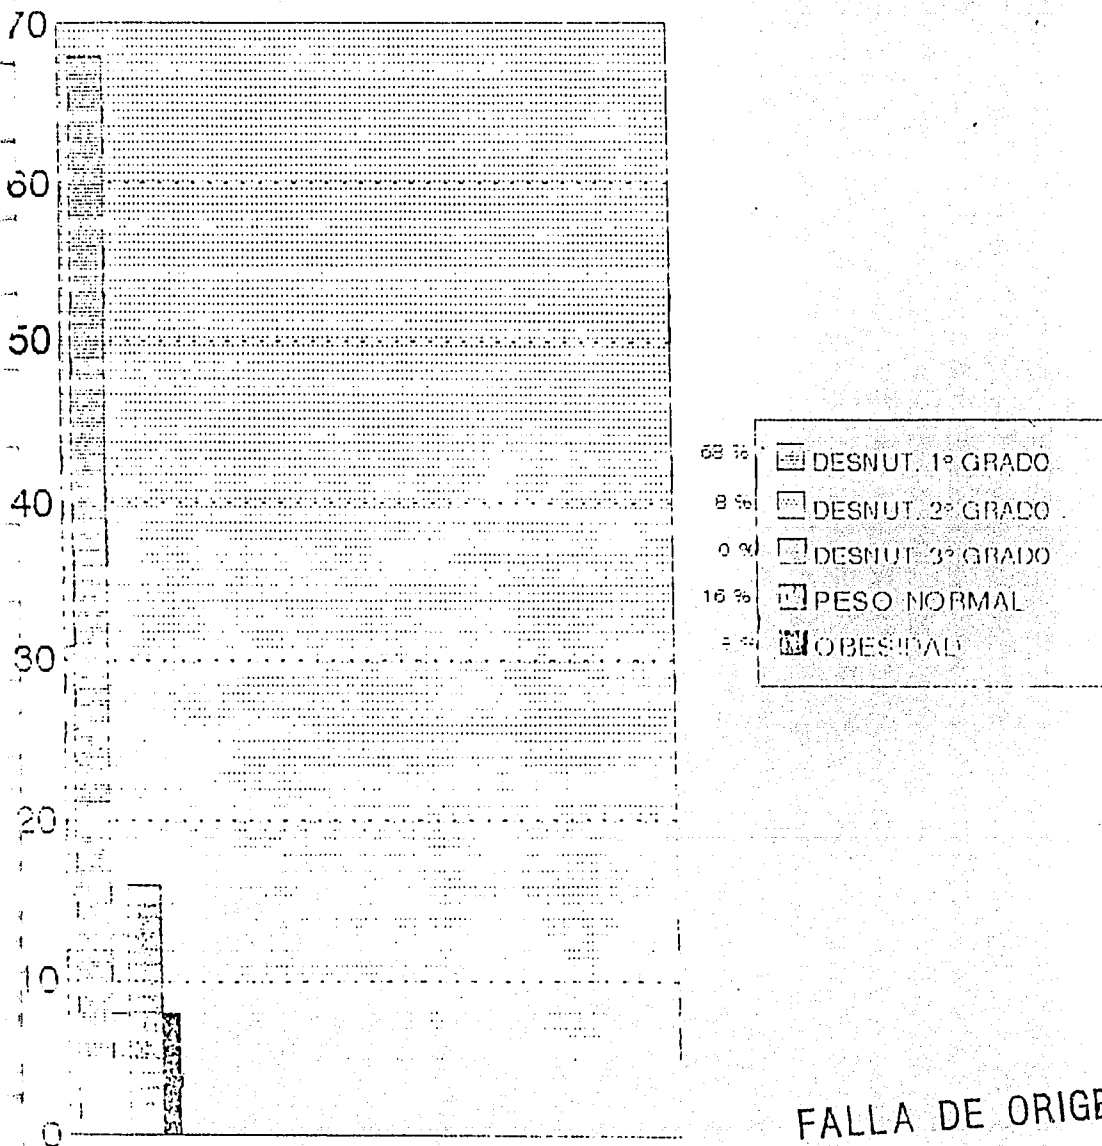 70
60
50
40
30
20
10
0
68 % DESNUT. 1º GRADO
8 % DESNUT. 2º GRADO
0 % DESNUT. 3º GRADO
16 % PESO NORMAL
% OBESIDAD
FALLA DE ORIGE